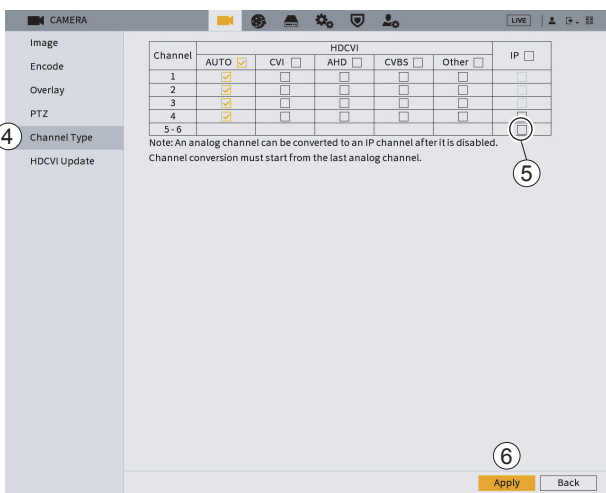 CAMERA
LIVE
Image
Encode
Overlay
PTZ
4
Channel Type
HDCVI Update
Channel HDCVI IP
AUTO CVI AHD CVBS Other
1
2
3
4
5 - 6
Note: An analog channel can be converted to an IP channel after it is disabled.
Channel conversion must start from the last analog channel.
5
6
Apply Back